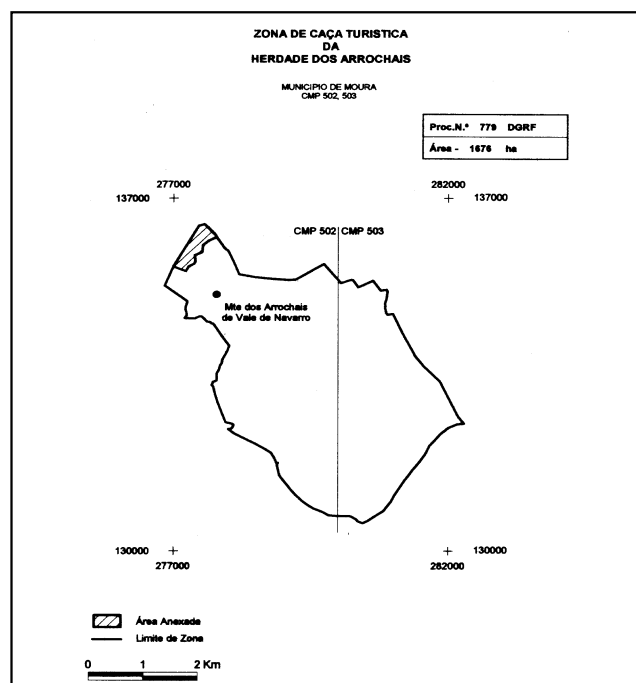 ZONA DE CAÇA TURISTICA
DA
HERDADE DOS ARROCHAIS
MUNICIPIO DE MOURA
CMP 502, 503
Proc.N.º 779 DGRF
Área - 1676 ha
277000
137000
282000
137000
CMP 502 CMP 503
Mte dos Arrochais
de Vale de Navarro
130000
277000
130000
282000
Área Anexada
Limite de Zona
0 1 2 Km